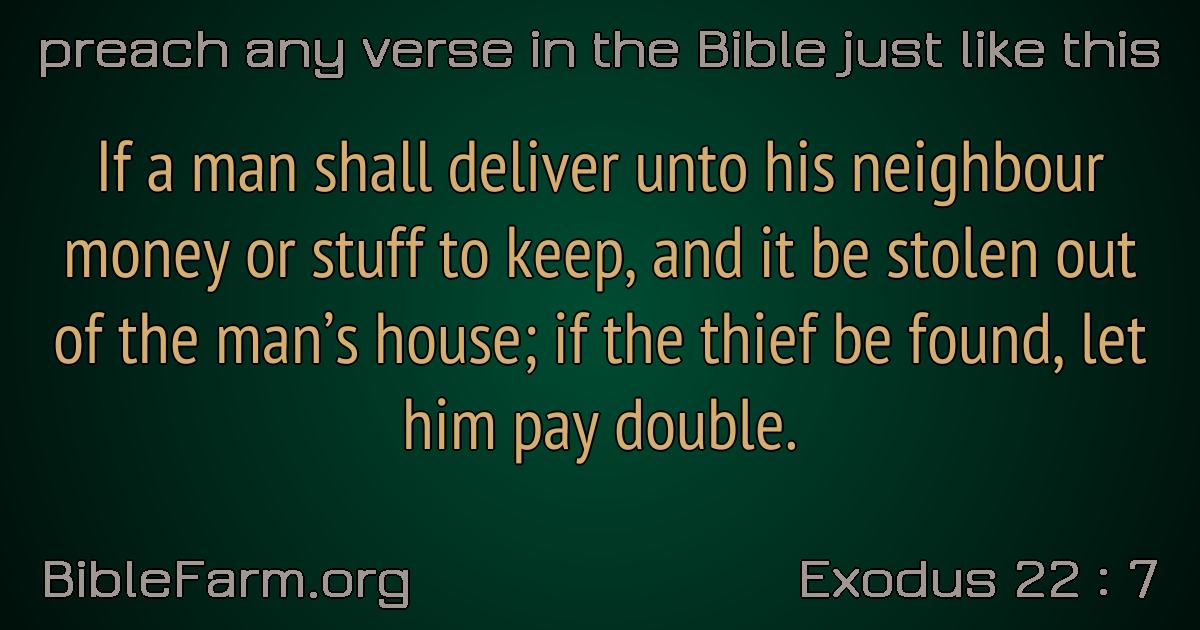 preach any verse in the Bible just like this
If a man shall deliver unto his neighbour
money or stuff to keep, and it be stolen out
of the man’s house; if the thief be found, let
him pay double.
BibleFarm.org
Exodus 22 : 7